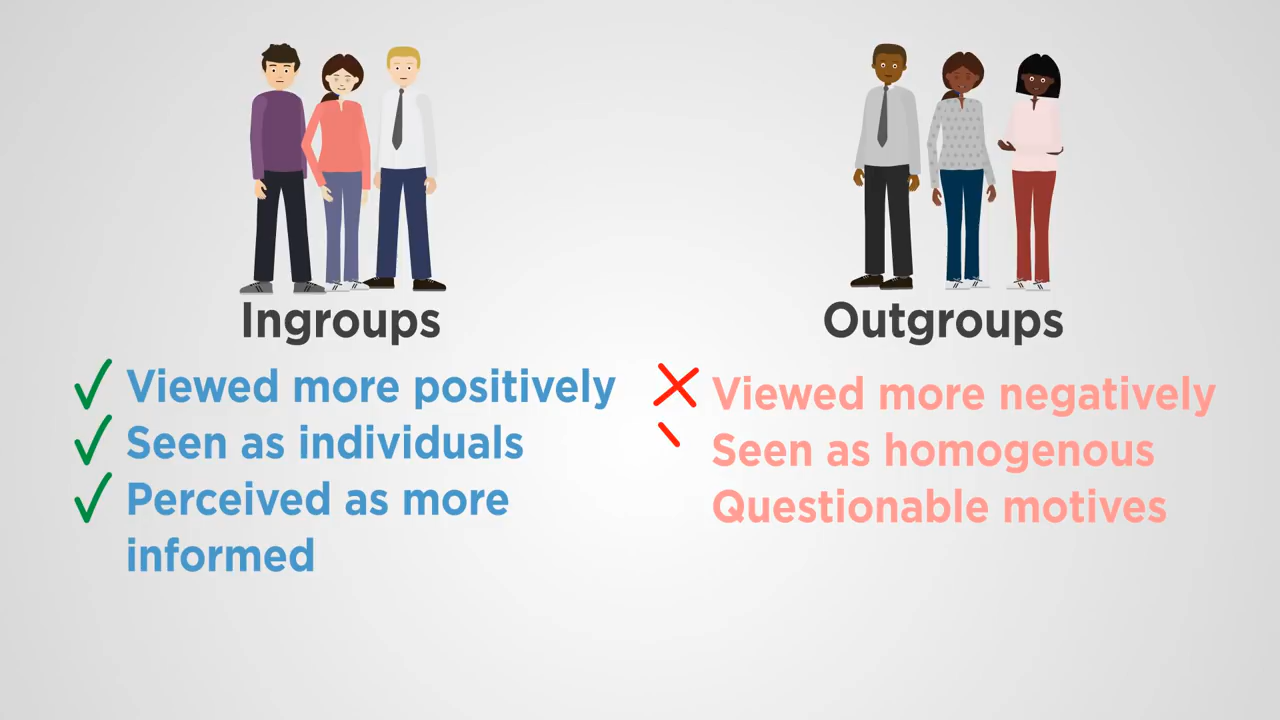 Ingroups
Viewed more positively
Seen as individuals
Perceived as more
informed
Outgroups
Viewed more negatively
Seen as homogenous
Questionable motives